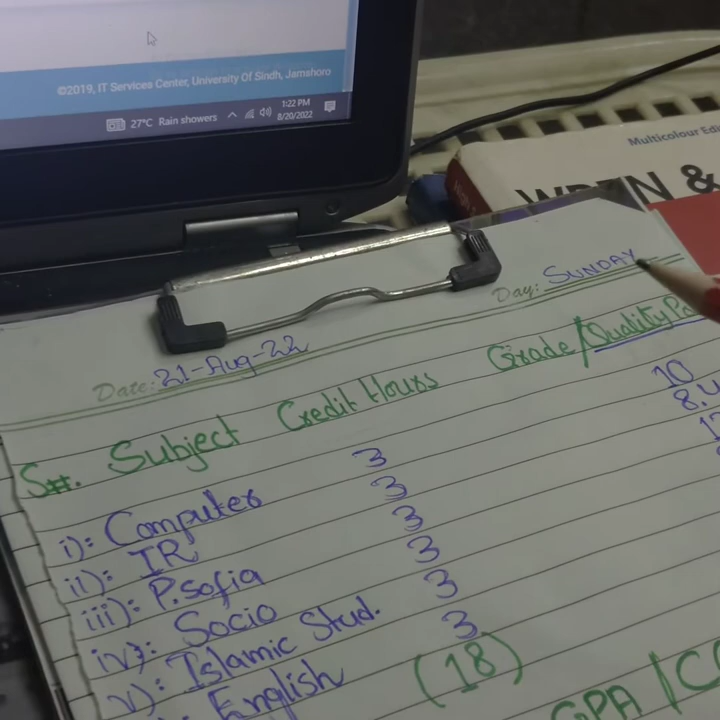 ©2019, IT Services Center, University Of Sindh, Jamshoro
27°C Rain showers 1:22 PM
8/20/2022
Multicolour
&
Day: SUNDAY
Date: 21-Aug-22
S#. Subject Credit Hours Grade/Quality
i): Computer 3 10
ii): IR 3
iii): P.sofia 3
iv): Socio 3
v): Islamic Stud. 3
English 3
(18)
GPA /